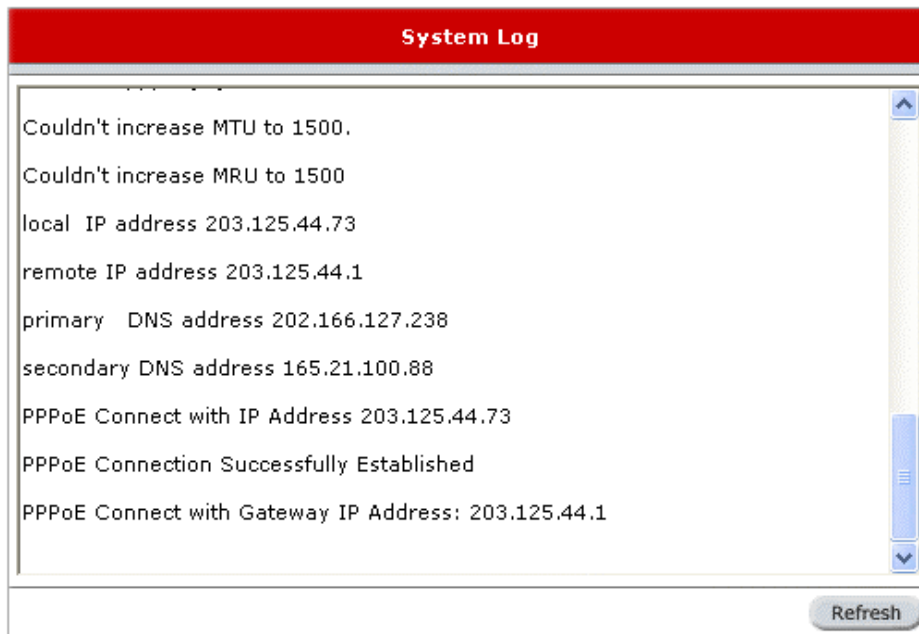 System Log
Couldn't increase MTU to 1500.
Couldn't increase MRU to 1500
local  IP address 203.125.44.73
remote IP address 203.125.44.1
primary   DNS address 202.166.127.238
secondary DNS address 165.21.100.88
PPPoE Connect with IP Address 203.125.44.73
PPPoE Connection Successfully Established
PPPoE Connect with Gateway IP Address: 203.125.44.1
Refresh